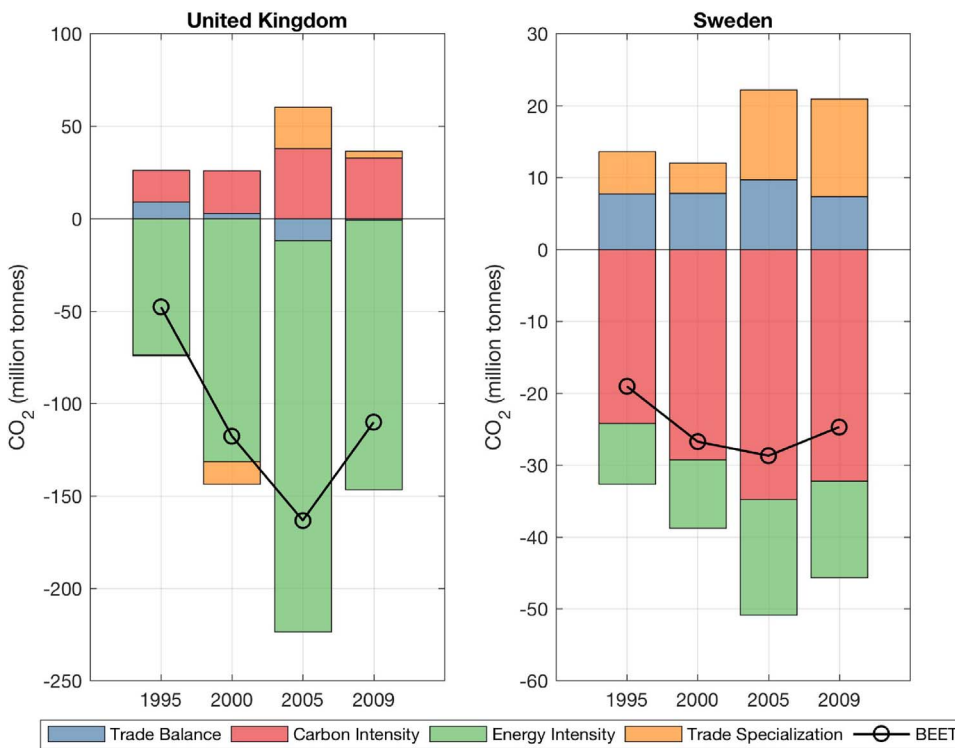 United Kingdom
CO2 (million tonnes)
100
50
0
-50
-100
-150
-200
-250
1995 2000 2005 2009
Sweden
CO2 (million tonnes)
30
20
10
0
-10
-20
-30
-40
-50
-60
1995 2000 2005 2009
Trade Balance Carbon Intensity Energy Intensity Trade Specialization BEET